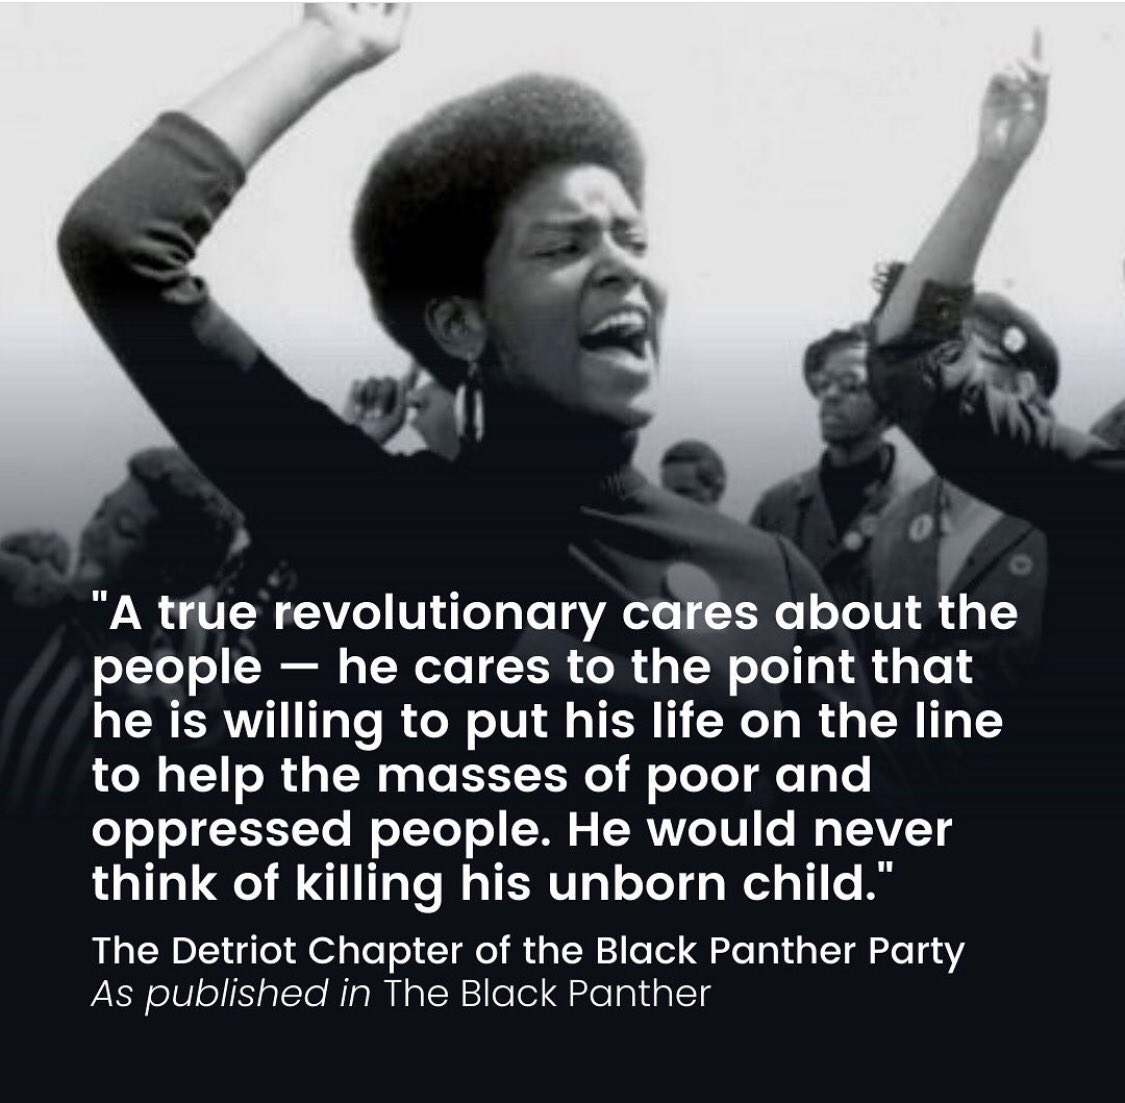 "A true revolutionary cares about the
people — he cares to the point that
he is willing to put his life on the line
to help the masses of poor and
oppressed people. He would never
think of killing his unborn child."
The Detriot Chapter of the Black Panther Party
As published in The Black Panther